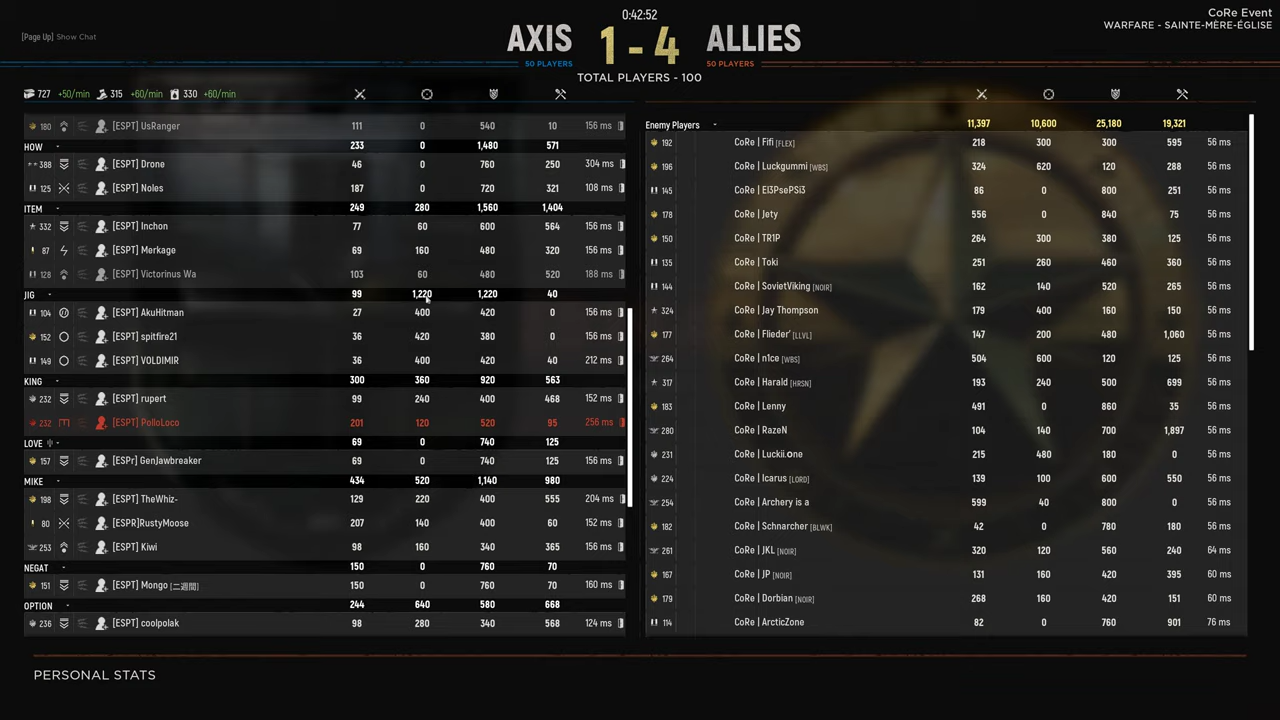 0:42:52
CoRe Event
WARFARE - SAINTE-MÈRE-ÉGLISE
[Page Up] Show Chat
AXIS 1 - 4 ALLIES
50 PLAYERS 50 PLAYERS
TOTAL PLAYERS - 100
727 +50/min 315 +60/min 330 +60/min
180 [ESPT] UsRanger 111 0 540 10 156 ms
HOW - 233 0 1,480 571
388 [ESPT] Drone 46 0 760 250 304 ms
125 [ESPT] Noles 187 0 720 321 108 ms
ITEM - 249 280 1,560 1,404
332 [ESPT] Inchon 77 60 600 564 156 ms
87 [ESPT] Merkage 69 160 480 320 156 ms
128 [ESPT] Victorinus Wa 103 60 480 520 188 ms
JIG - 99 1,220 1,220 40
104 [ESPT] AkuHitman 27 400 420 0 156 ms
152 [ESPT] spitfire21 36 420 380 0 156 ms
149 [ESPT] VOLDIMIR 36 400 420 40 212 ms
KING - 300 360 920 563
232 [ESPT] rupert 99 240 400 468 152 ms
232 [ESPT] PolloLoco 201 120 520 95 256 ms
LOVE - 69 0 740 125
157 [ESPr] GenJawbreaker 69 0 740 125 156 ms
MIKE - 434 520 1,140 980
198 [ESPT] TheWhiz- 129 220 400 555 204 ms
80 [ESPR]RustyMoose 207 140 400 60 152 ms
253 [ESPT] Kiwi 98 160 340 365 156 ms
NEGAT - 150 0 760 70
151 [ESPT] Mongo [二週間] 150 0 760 70 160 ms
OPTION - 244 640 580 668
236 [ESPT] coolpolak 98 280 340 568 124 ms
Enemy Players - 11,397 10,600 25,180 19,321
192 CoRe | Fifi [FLEX] 218 300 300 595 56 ms
196 CoRe | Luckgummi [WBS] 324 620 120 288 56 ms
145 CoRe | El3PsePSi3 86 0 800 251 56 ms
178 CoRe | Jety 556 0 840 75 56 ms
150 CoRe | TR1P 264 300 380 125 56 ms
135 CoRe | Toki 251 260 460 360 56 ms
144 CoRe | SovietViking [NOIR] 162 140 520 265 56 ms
324 CoRe | Jay Thompson 179 400 160 150 56 ms
177 CoRe | Flieder' [LLVL] 147 200 480 1,060 56 ms
264 CoRe | n1ce [WBS] 504 600 120 125 56 ms
317 CoRe | Harald [HRSN] 193 240 500 699 56 ms
183 CoRe | Lenny 491 0 860 35 56 ms
280 CoRe | RazeN 104 140 700 1,897 56 ms
231 CoRe | Luckii.one 215 480 180 0 56 ms
224 CoRe | Icarus [LORD] 139 100 600 550 56 ms
254 CoRe | Archery is a 599 40 800 0 56 ms
182 CoRe | Schnarcher [BLWK] 42 0 780 180 56 ms
261 CoRe | JKL [NOIR] 320 120 560 240 64 ms
167 CoRe | JP [NOIR] 131 160 420 395 60 ms
179 CoRe | Dorbian [NOIR] 268 160 420 151 60 ms
114 CoRe | ArcticZone 82 0 760 901 76 ms
PERSONAL STATS